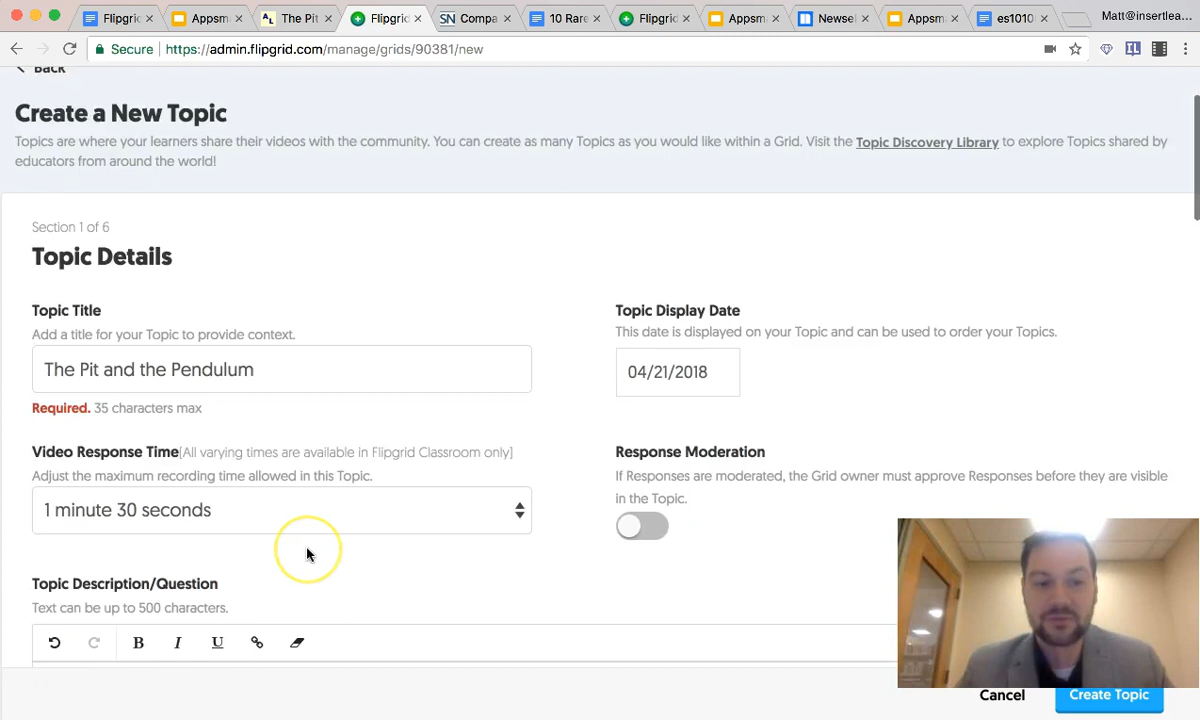 Flipgri
Appsm
The Pit
Flipgri
SN Compa
10 Rare
Flipgri
Appsm
Newsel
Appsm
es1010
Matt@insertlea...
Secure
https://admin.flipgrid.com/manage/grids/90381/new
IL
Back
Create a New Topic
Topics are where your learners share their videos with the community. You can create as many Topics as you would like within a Grid. Visit the Topic Discovery Library to explore Topics shared by
educators from around the world!
Section 1 of 6
Topic Details
Topic Title
Add a title for your Topic to provide context.
The Pit and the Pendulum
Required. 35 characters max
Topic Display Date
This date is displayed on your Topic and can be used to order your Topics.
04/21/2018
Video Response Time[All varying times are available in Flipgrid Classroom only]
Adjust the maximum recording time allowed in this Topic.
1 minute 30 seconds
Response Moderation
If Responses are moderated, the Grid owner must approve Responses before they are visible
in the Topic.
Topic Description/Question
Text can be up to 500 characters.
B I U
Cancel
Create Topic